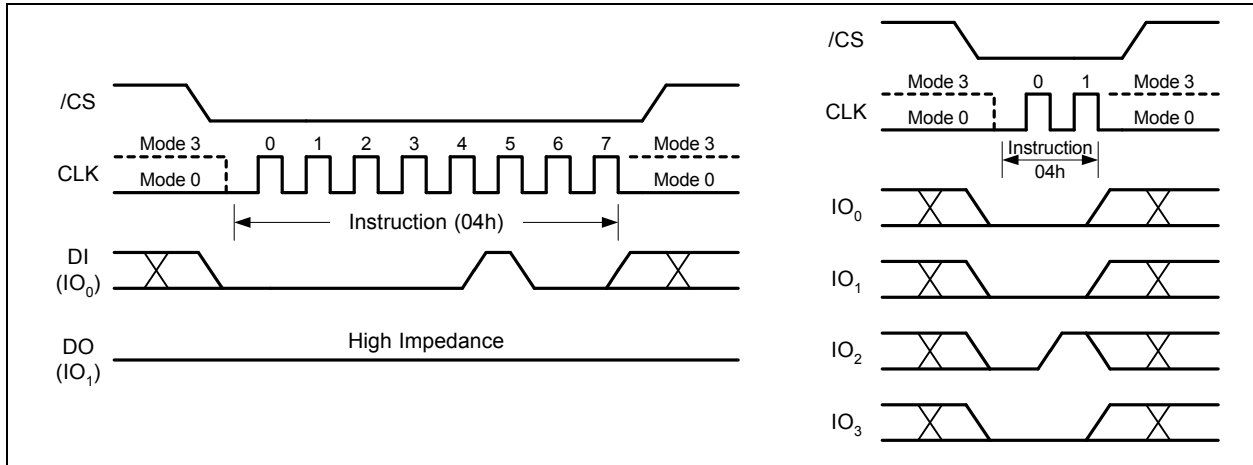 /CS
Mode 3 0 1 2 3 4 5 6 7 Mode 3
CLK
Mode 0 Mode 0
Instruction (04h)
DI
(IO0)
High Impedance
DO
(IO1)
/CS
Mode 3 0 1 Mode 3
CLK
Mode 0 Mode 0
Instruction
04h
IO0
IO1
IO2
IO3